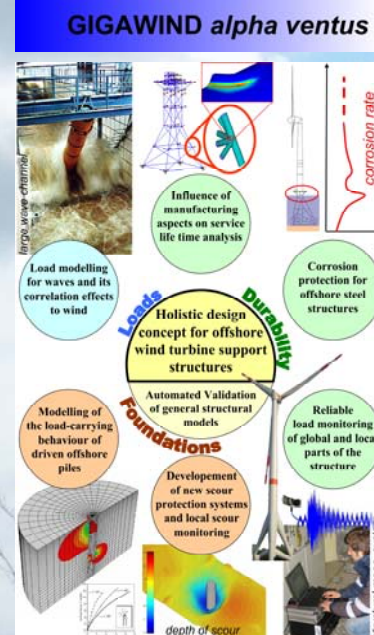 GIGAWIND alpha ventus
large wave channel
corrosion rate
Influence of
manufacturing
aspects on service
life time analysis
Load modelling
for waves and its
correlation effects
to wind
Corrosion
protection for
offshore steel
structures
Loads
Durability
Holistic design
concept for offshore
wind turbine support
structures
Automated Validation
of general structural
models
Foundations
Modelling of
the load-carrying
behaviour of
driven offshore
piles
Reliable
load monitoring
of global and local
parts of the
structure
Developement
of new scour
protection systems
and local scour
monitoring
depth of scour